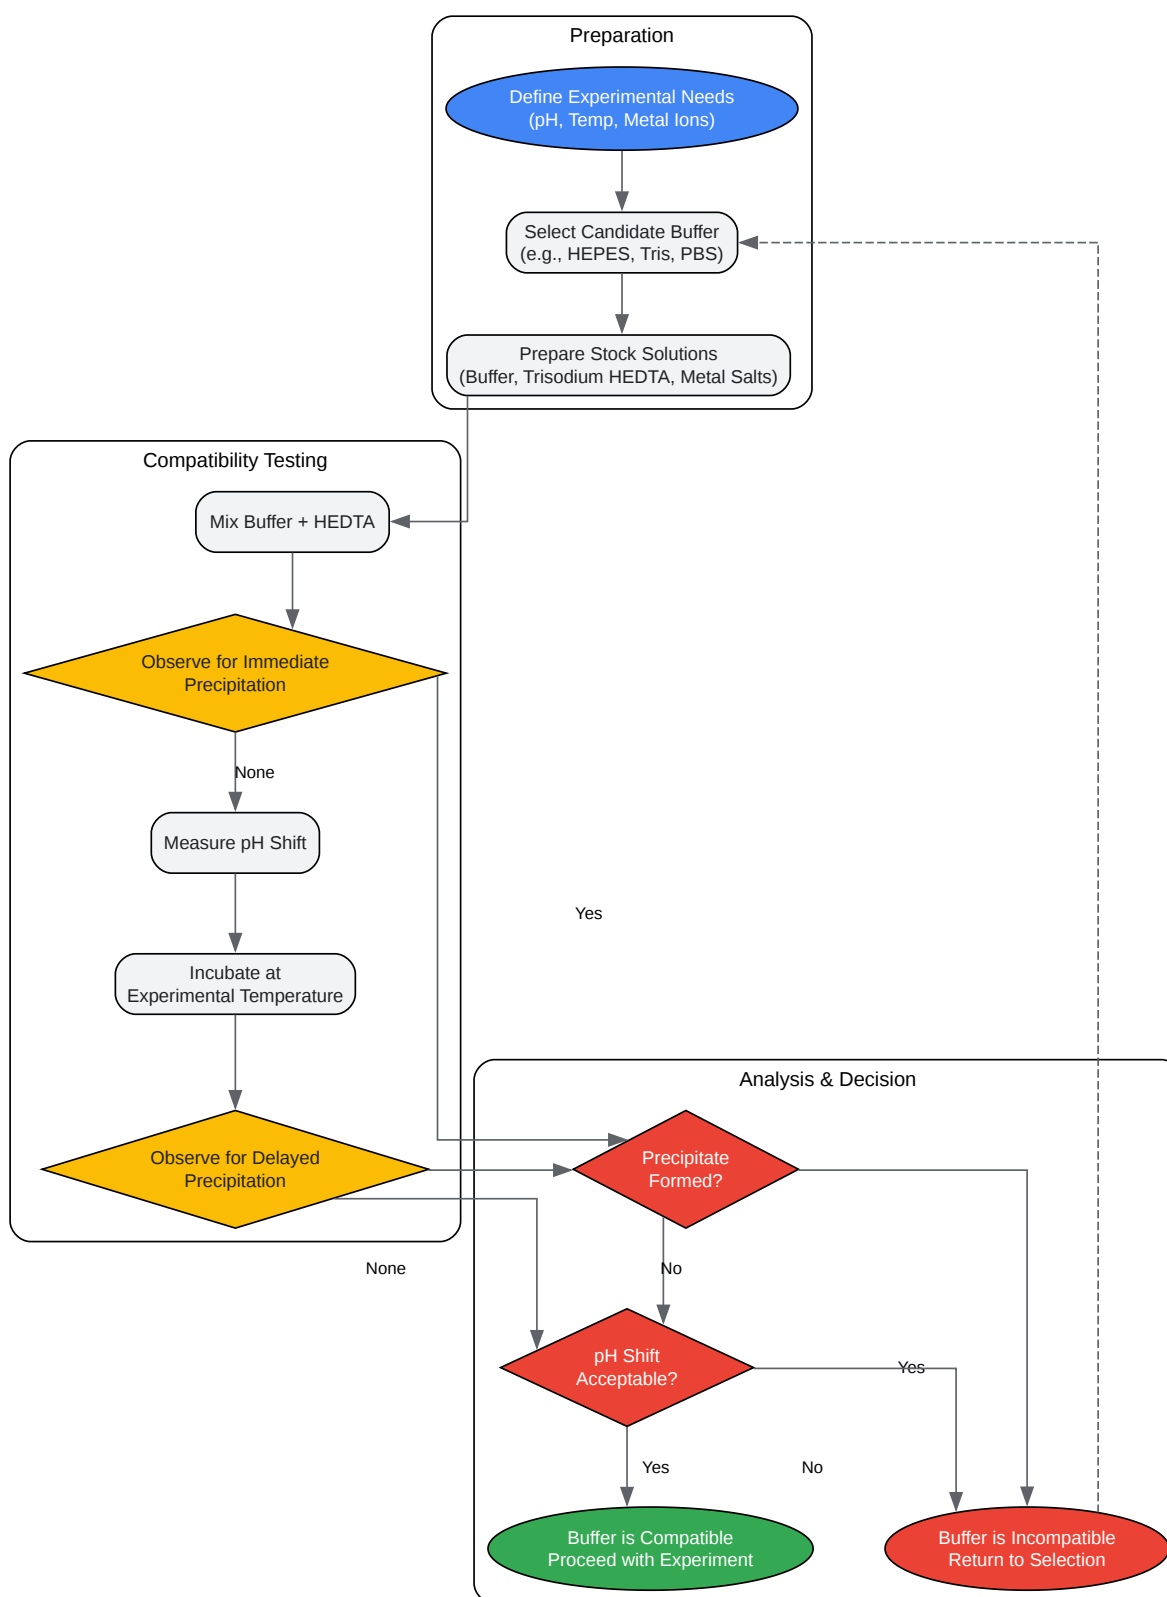 Preparation
Define Experimental Needs
(pH, Temp, Metal Ions)
Select Candidate Buffer
(e.g., HEPES, Tris, PBS)
Prepare Stock Solutions
(Buffer, Trisodium HEDTA, Metal Salts)
Compatibility Testing
Mix Buffer + HEDTA
Observe for Immediate
Precipitation
None
Measure pH Shift
Yes
Incubate at
Experimental Temperature
Analysis & Decision
Observe for Delayed
Precipitation
Precipitate
Formed?
None
No
pH Shift
Acceptable?
Yes
Yes
No
Buffer is Compatible
Proceed with Experiment
Buffer is Incompatible
Return to Selection